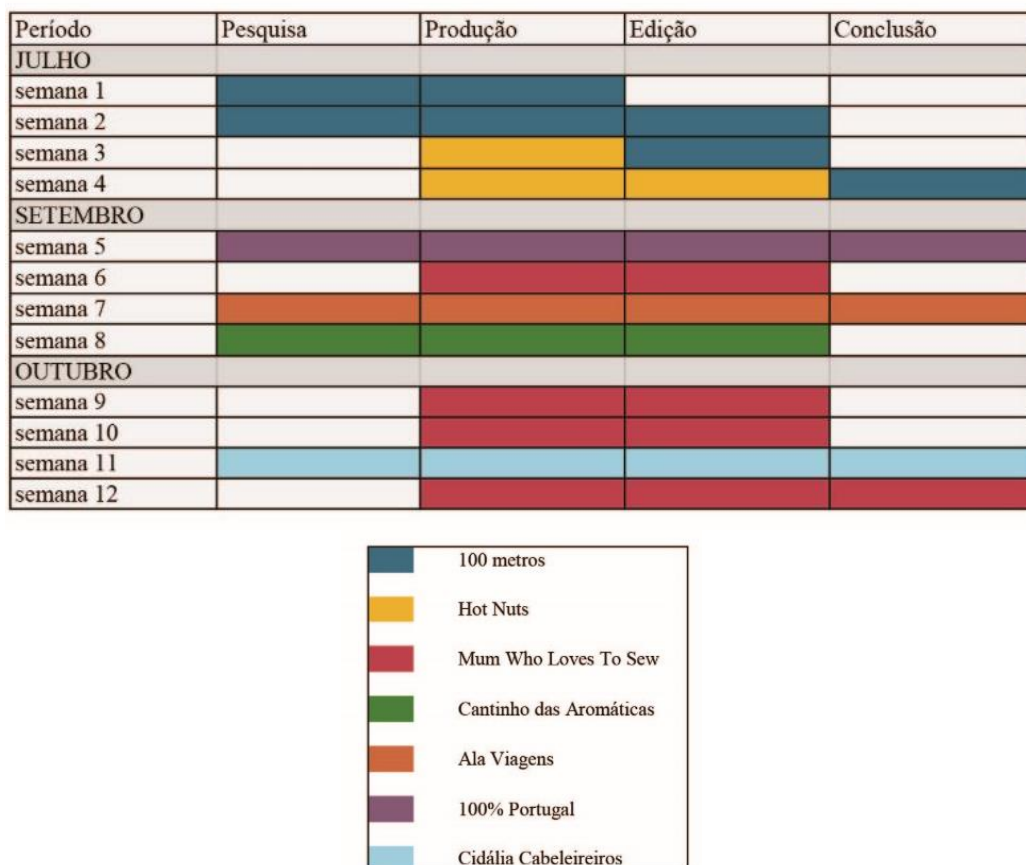 Período Pesquisa Produção Edição Conclusão
JULHO
semana 1
semana 2
semana 3
semana 4
SETEMBRO
semana 5
semana 6
semana 7
semana 8
OUTUBRO
semana 9
semana 10
semana 11
semana 12
100 metros
Hot Nuts
Mum Who Loves To Sew
Cantinho das Aromáticas
Ala Viagens
100% Portugal
Cidália Cabeleireiros